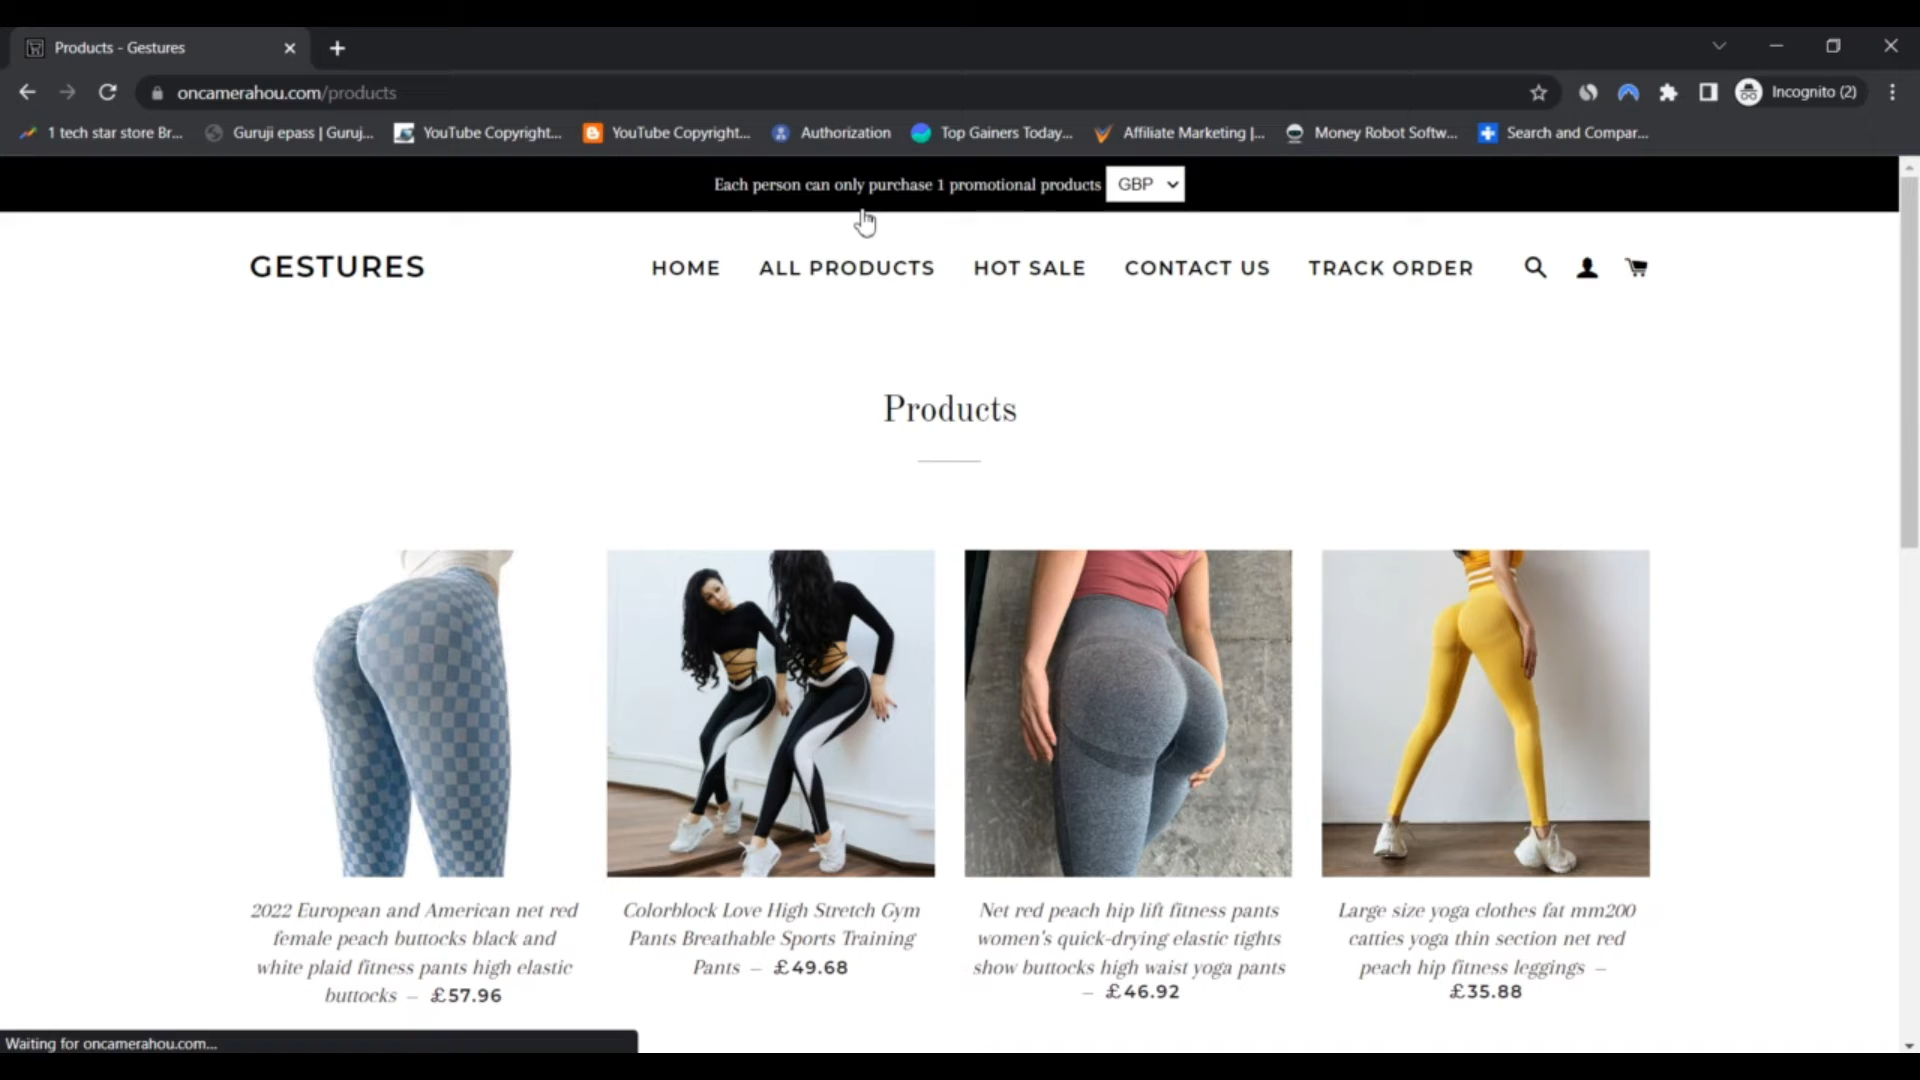 Products - Gestures
oncamerahou.com/products
Incognito (2)
1 tech star store Br...
Guruji epass | Guruj...
YouTube Copyright...
YouTube Copyright...
Authorization
Top Gainers Today...
Affiliate Marketing |...
Money Robot Softw...
Search and Compar...
Each person can only purchase 1 promotional products
GBP
GESTURES
HOME
ALL PRODUCTS
HOT SALE
CONTACT US
TRACK ORDER
Products
2022 European and American net red
female peach buttocks black and
white plaid fitness pants high elastic
buttocks – £57.96
Colorblock Love High Stretch Gym
Pants Breathable Sports Training
Pants – £49.68
Net red peach hip lift fitness pants
women's quick-drying elastic tights
show buttocks high waist yoga pants
– £46.92
Large size yoga clothes fat mm200
catties yoga thin section net red
peach hip fitness leggings –
£35.88
Waiting for oncamerahou.com...